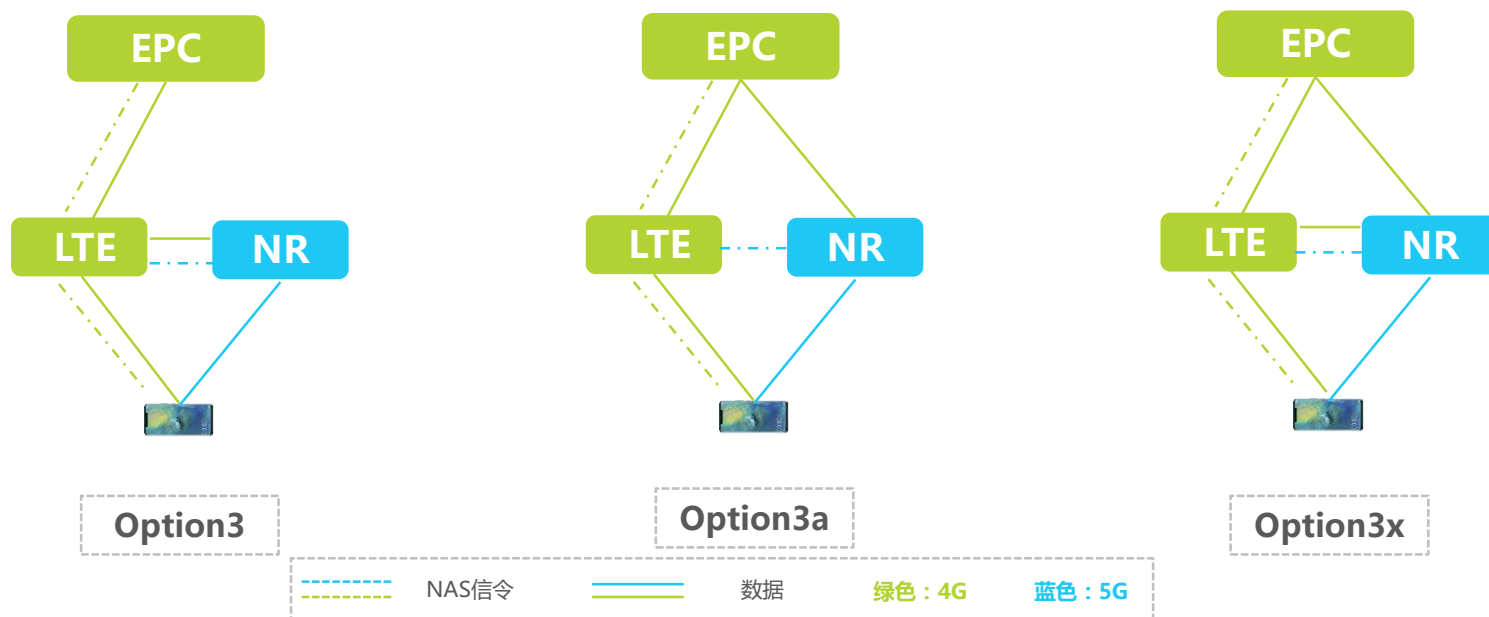 EPC
EPC
EPC
LTE
NR
LTE
NR
LTE
NR
Option3
Option3a
Option3x
NAS信令
数据
绿色：4G
蓝色：5G